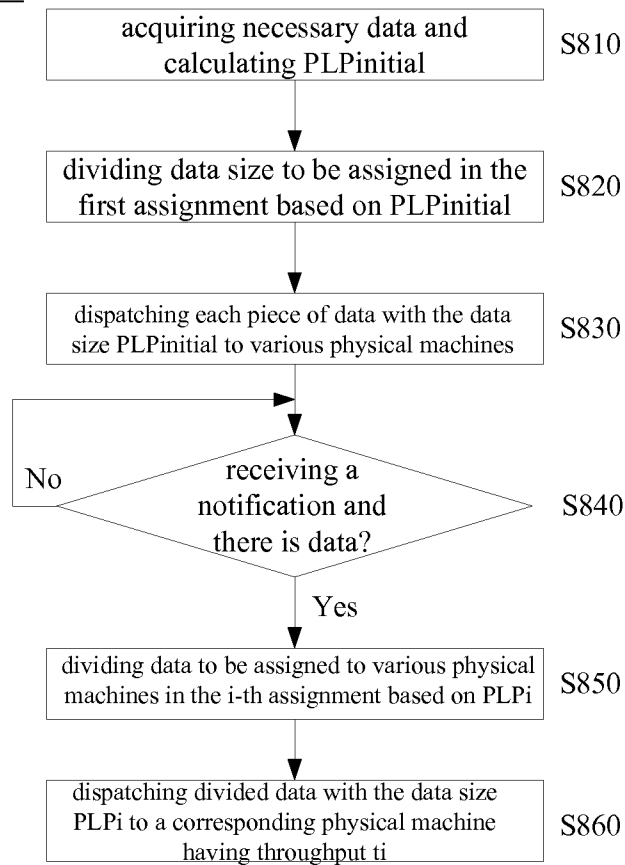 acquiring necessary data and
calculating PLPinitial
S810
dividing data size to be assigned in the
first assignment based on PLPinitial
S820
dispatching each piece of data with the data
size PLPinitial to various physical machines
S830
No
receiving a
notification and
there is data?
S840
Yes
dividing data to be assigned to various physical
machines in the i-th assignment based on PLPi
S850
dispatching divided data with the data size
PLPi to a corresponding physical machine
having throughput ti
S860